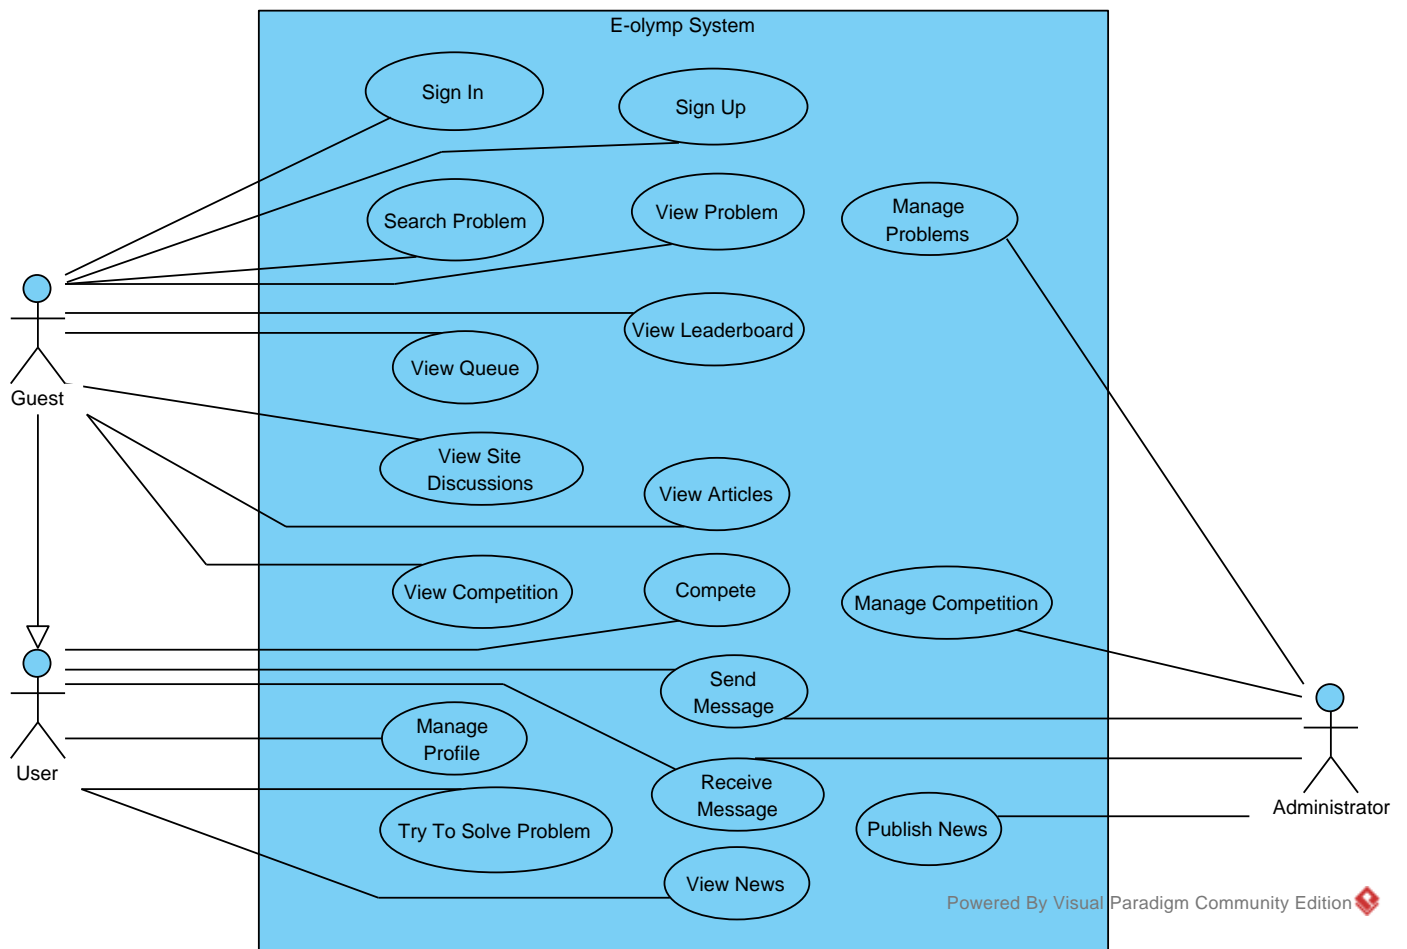 E-olymp System
Sign In
Sign Up
Search Problem
View Problem
Manage
Problems
View Leaderboard
View Queue
Guest
View Site
Discussions
View Articles
View Competition
Compete
Manage Competition
Send
Message
Manage
Profile
User
Receive
Message
Administrator
Try To Solve Problem
Publish News
View News
Powered By Visual Paradigm Community Edition